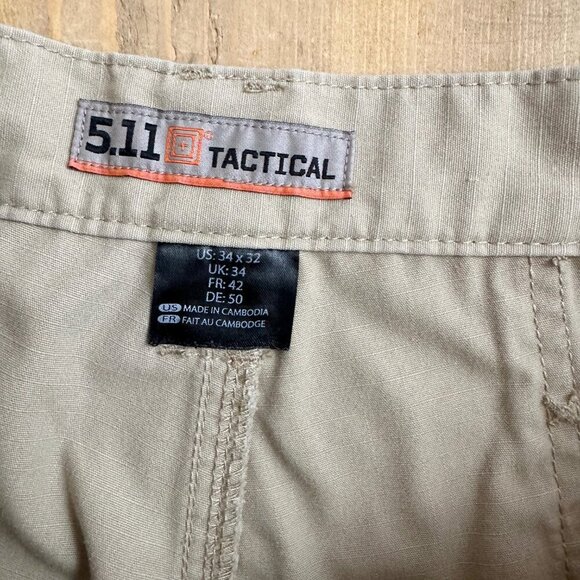 5.11 TACTICAL
US: 34 x 32
UK: 34
FR: 42
DE: 50
US MADE IN CAMBODIA
FR FAIT AU CAMBODGE